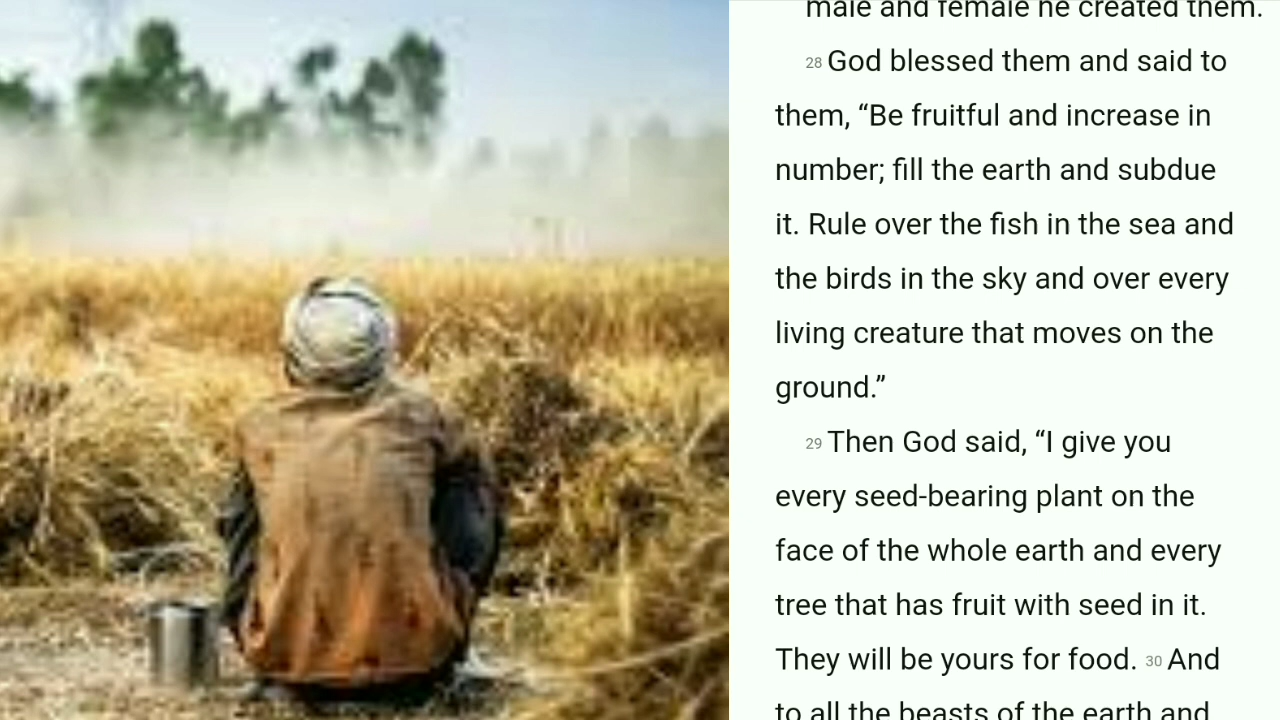 male and female he created them.
28 God blessed them and said to
them, “Be fruitful and increase in
number; fill the earth and subdue
it. Rule over the fish in the sea and
the birds in the sky and over every
living creature that moves on the
ground.”
29 Then God said, “I give you
every seed-bearing plant on the
face of the whole earth and every
tree that has fruit with seed in it.
They will be yours for food. 30 And
to all the beasts of the earth and